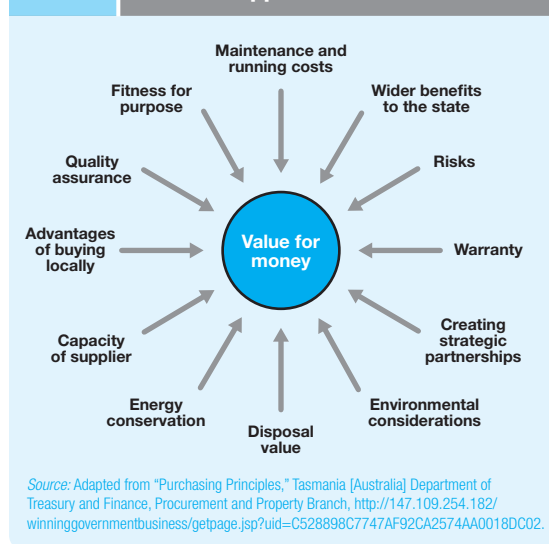 Maintenance and
running costs
Fitness for
purpose
Wider benefits
to the state
Quality
assurance
Risks
Advantages
of buying
locally
Value for
money
Warranty
Capacity
of supplier
Creating
strategic
partnerships
Energy
conservation
Environmental
considerations
Disposal
value
Source: Adapted from “Purchasing Principles,” Tasmania [Australia] Department of
Treasury and Finance, Procurement and Property Branch, http://147.109.254.182/
winninggovernmentbusiness/getpage.jsp?uid=C528898C7747AF92CA2574AA0018DC02.